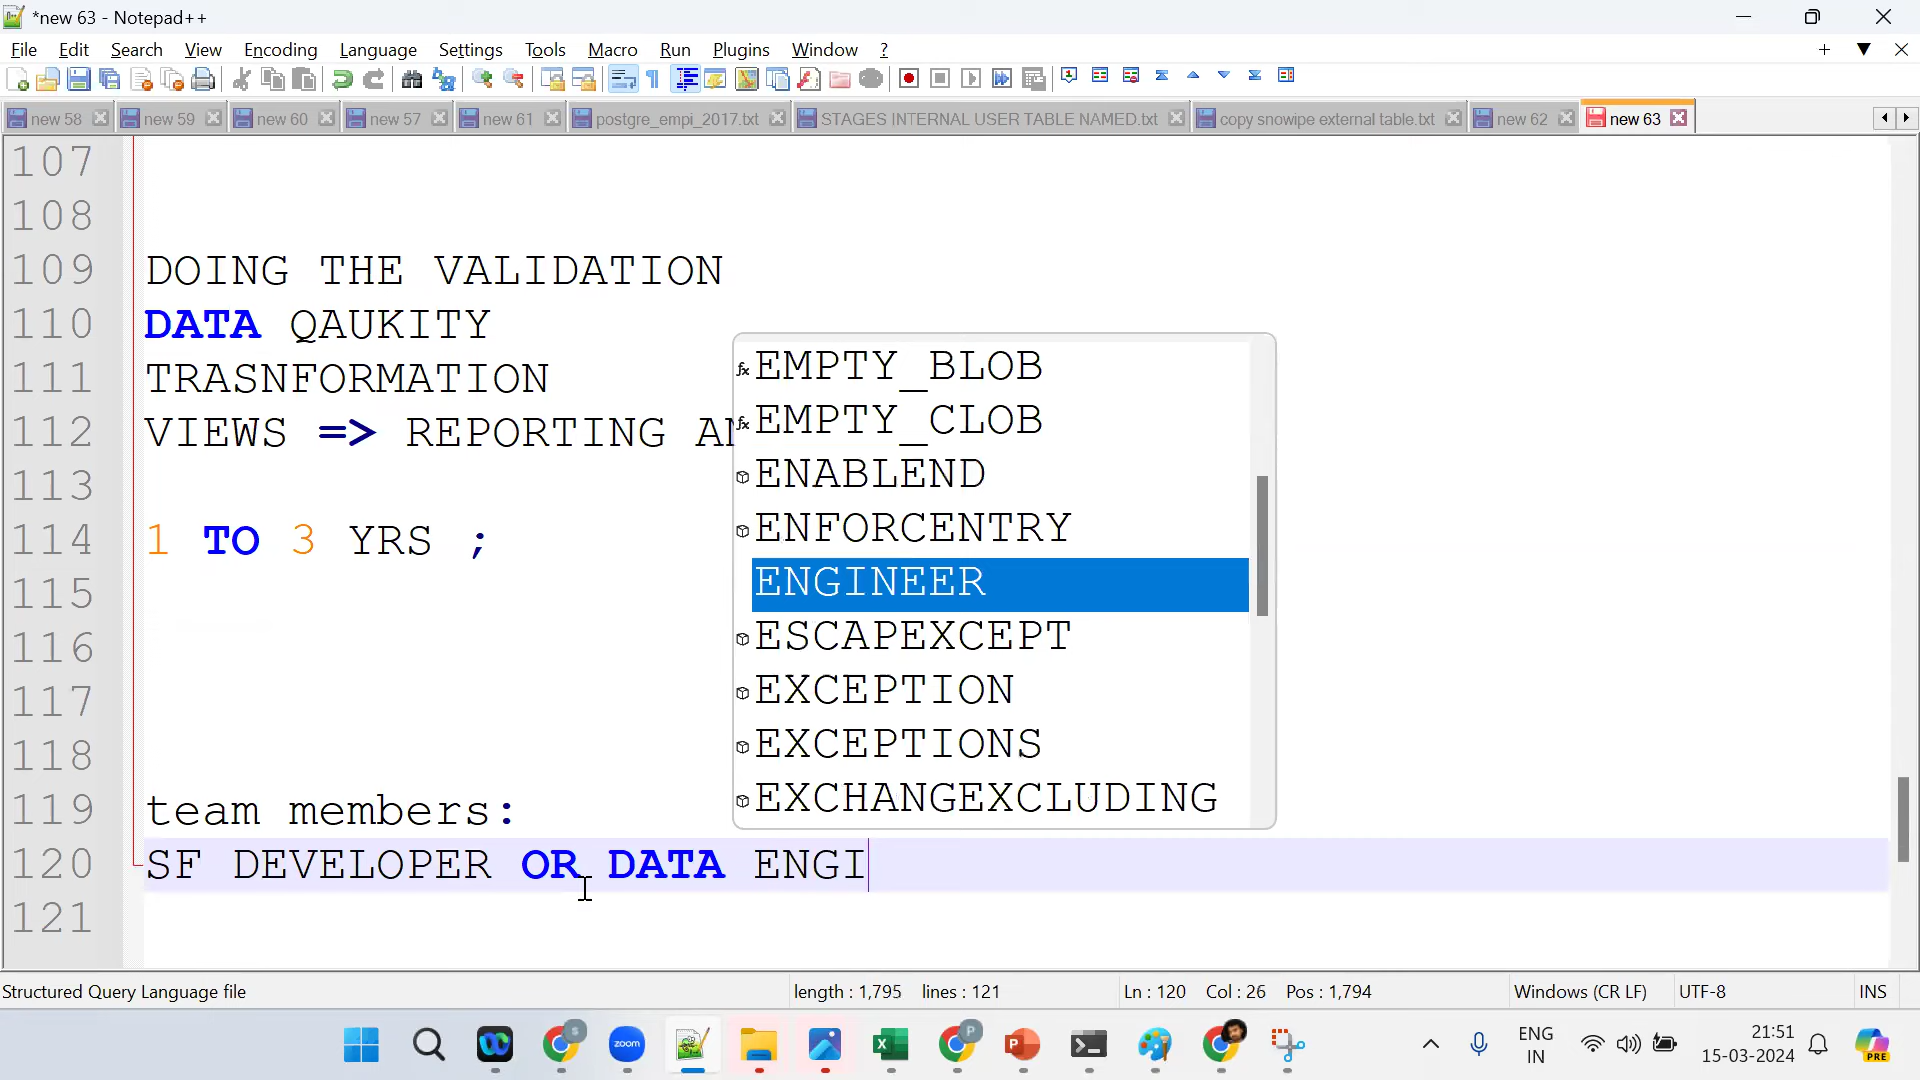 *new 63 - Notepad++
File Edit Search View Encoding Language Settings Tools Macro Run Plugins Window ?
new 58 new 59 new 60 new 57 new 61 postgre_empi_2017.txt STAGES INTERNAL USER TABLE NAMED.txt copy snowipe external table.txt new 62 new 63
107
108
109 DOING THE VALIDATION
110 DATA QAUKITY
111 TRASNFORMATION
112 VIEWS => REPORTING AN
113
114 1 TO 3 YRS ;
115
116
117
118
119 team members:
120 SF DEVELOPER OR DATA ENGI
121
EMPTY_BLOB
EMPTY_CLOB
ENABLEND
ENFORCENTRY
ENGINEER
ESCAPEXCEPT
EXCEPTION
EXCEPTIONS
EXCHANGEXCLUDING
Structured Query Language file length : 1,795 lines : 121 Ln : 120 Col : 26 Pos : 1,794 Windows (CR LF) UTF-8 INS
zoom
ENG
IN
21:51
15-03-2024
PRE